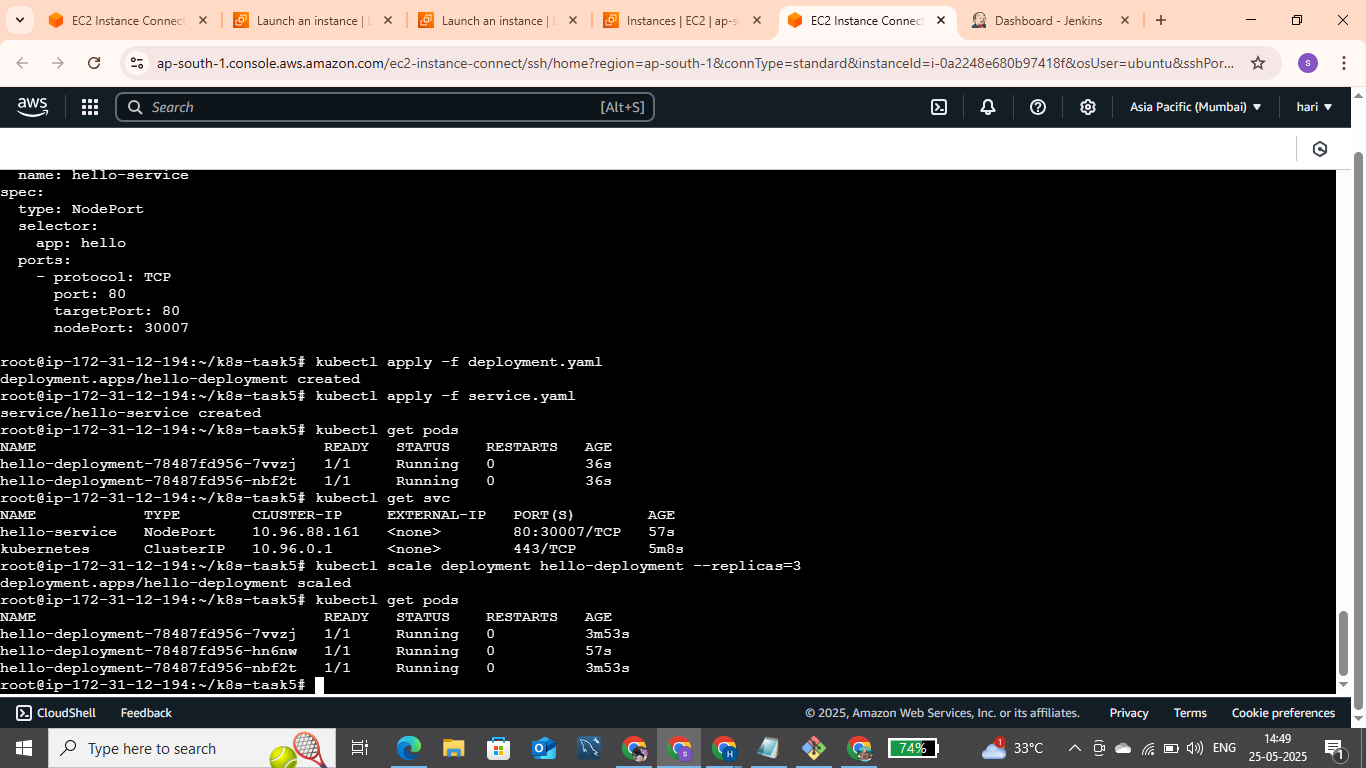 EC2 Instance Connect
Launch an instance | E
Launch an instance | E
Instances | EC2 | ap-s
EC2 Instance Connect
Dashboard - Jenkins
ap-south-1.console.aws.amazon.com/ec2-instance-connect/ssh/home?region=ap-south-1&connType=standard&instanceId=i-0a2248e680b97418f&osUser=ubuntu&sshPor...
s
aws
Search
[Alt+S]
Asia Pacific (Mumbai)
hari
  name: hello-service
spec:
  type: NodePort
  selector:
    app: hello
  ports:
    - protocol: TCP
      port: 80
      targetPort: 80
      nodePort: 30007
root@ip-172-31-12-194:~/k8s-task5# kubectl apply -f deployment.yaml
deployment.apps/hello-deployment created
root@ip-172-31-12-194:~/k8s-task5# kubectl apply -f service.yaml
service/hello-service created
root@ip-172-31-12-194:~/k8s-task5# kubectl get pods
NAME                                READY   STATUS    RESTARTS   AGE
hello-deployment-78487fd956-7vvzj   1/1     Running   0          36s
hello-deployment-78487fd956-nbf2t   1/1     Running   0          36s
root@ip-172-31-12-194:~/k8s-task5# kubectl get svc
NAME            TYPE        CLUSTER-IP     EXTERNAL-IP   PORT(S)        AGE
hello-service   NodePort    10.96.88.161   <none>        80:30007/TCP   57s
kubernetes      ClusterIP   10.96.0.1      <none>        443/TCP        5m8s
root@ip-172-31-12-194:~/k8s-task5# kubectl scale deployment hello-deployment --replicas=3
deployment.apps/hello-deployment scaled
root@ip-172-31-12-194:~/k8s-task5# kubectl get pods
NAME                                READY   STATUS    RESTARTS   AGE
hello-deployment-78487fd956-7vvzj   1/1     Running   0          3m53s
hello-deployment-78487fd956-hn6nw   1/1     Running   0          57s
hello-deployment-78487fd956-nbf2t   1/1     Running   0          3m53s
root@ip-172-31-12-194:~/k8s-task5#
CloudShell
Feedback
© 2025, Amazon Web Services, Inc. or its affiliates.
Privacy
Terms
Cookie preferences
Type here to search
S
H
74%
1
33°C
ENG
14:49
25-05-2025
1